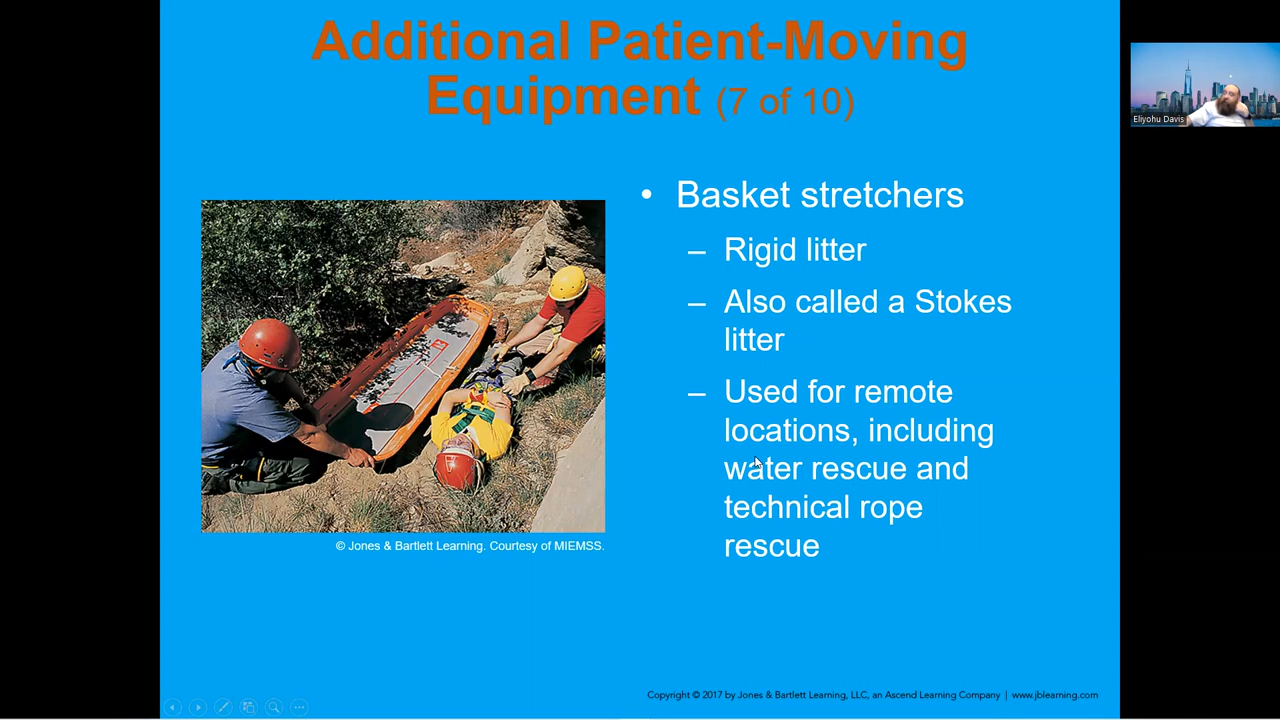 Additional Patient-Moving
Equipment (7 of 10)
Eliyohu Davis
• Basket stretchers
– Rigid litter
– Also called a Stokes
litter
– Used for remote
locations, including
water rescue and
technical rope
rescue
© Jones & Bartlett Learning. Courtesy of MIEMSS.
Copyright © 2017 by Jones & Bartlett Learning, LLC, an Ascend Learning Company | www.jblearning.com